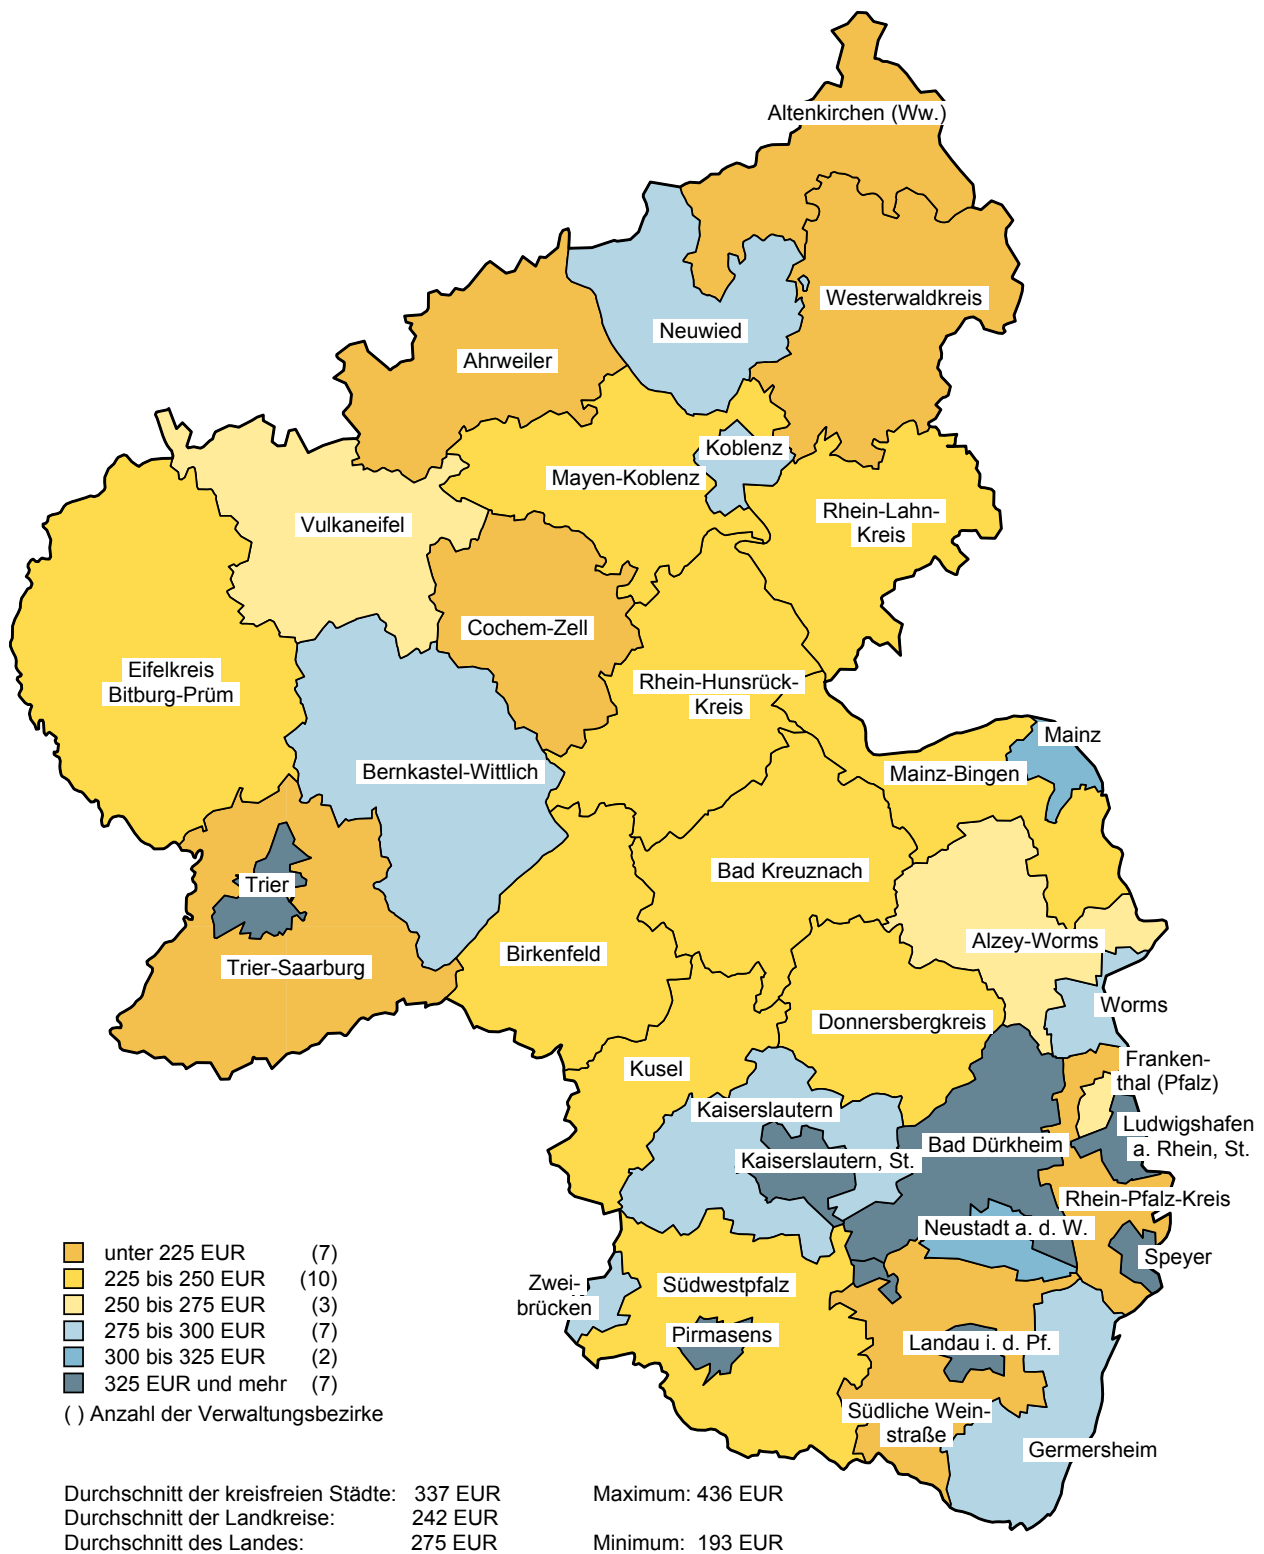 Altenkirchen (Ww.)
Westerwaldkreis
Neuwied
Ahrweiler
Koblenz
Mayen-Koblenz
Rhein-Lahn-
Kreis
Vulkaneifel
Cochem-Zell
Eifelkreis
Bitburg-Prüm
Rhein-Hunsrück-
Kreis
Mainz
Bernkastel-Wittlich
Mainz-Bingen
Bad Kreuznach
Trier
Alzey-Worms
Birkenfeld
Trier-Saarburg
Worms
Donnersbergkreis
Kusel
Franken-
thal (Pfalz)
Kaiserslautern
Ludwigshafen
a. Rhein, St.
Bad Dürkheim
Kaiserslautern, St.
Rhein-Pfalz-Kreis
Neustadt a. d. W.
Speyer
Zwei-
brücken
Südwestpfalz
Pirmasens
Landau i. d. Pf.
Südliche Wein-
straße
Germersheim
unter 225 EUR (7)
225 bis 250 EUR (10)
250 bis 275 EUR (3)
275 bis 300 EUR (7)
300 bis 325 EUR (2)
325 EUR und mehr (7)
( ) Anzahl der Verwaltungsbezirke
Durchschnitt der kreisfreien Städte: 337 EUR Maximum: 436 EUR
Durchschnitt der Landkreise: 242 EUR
Durchschnitt des Landes: 275 EUR Minimum: 193 EUR